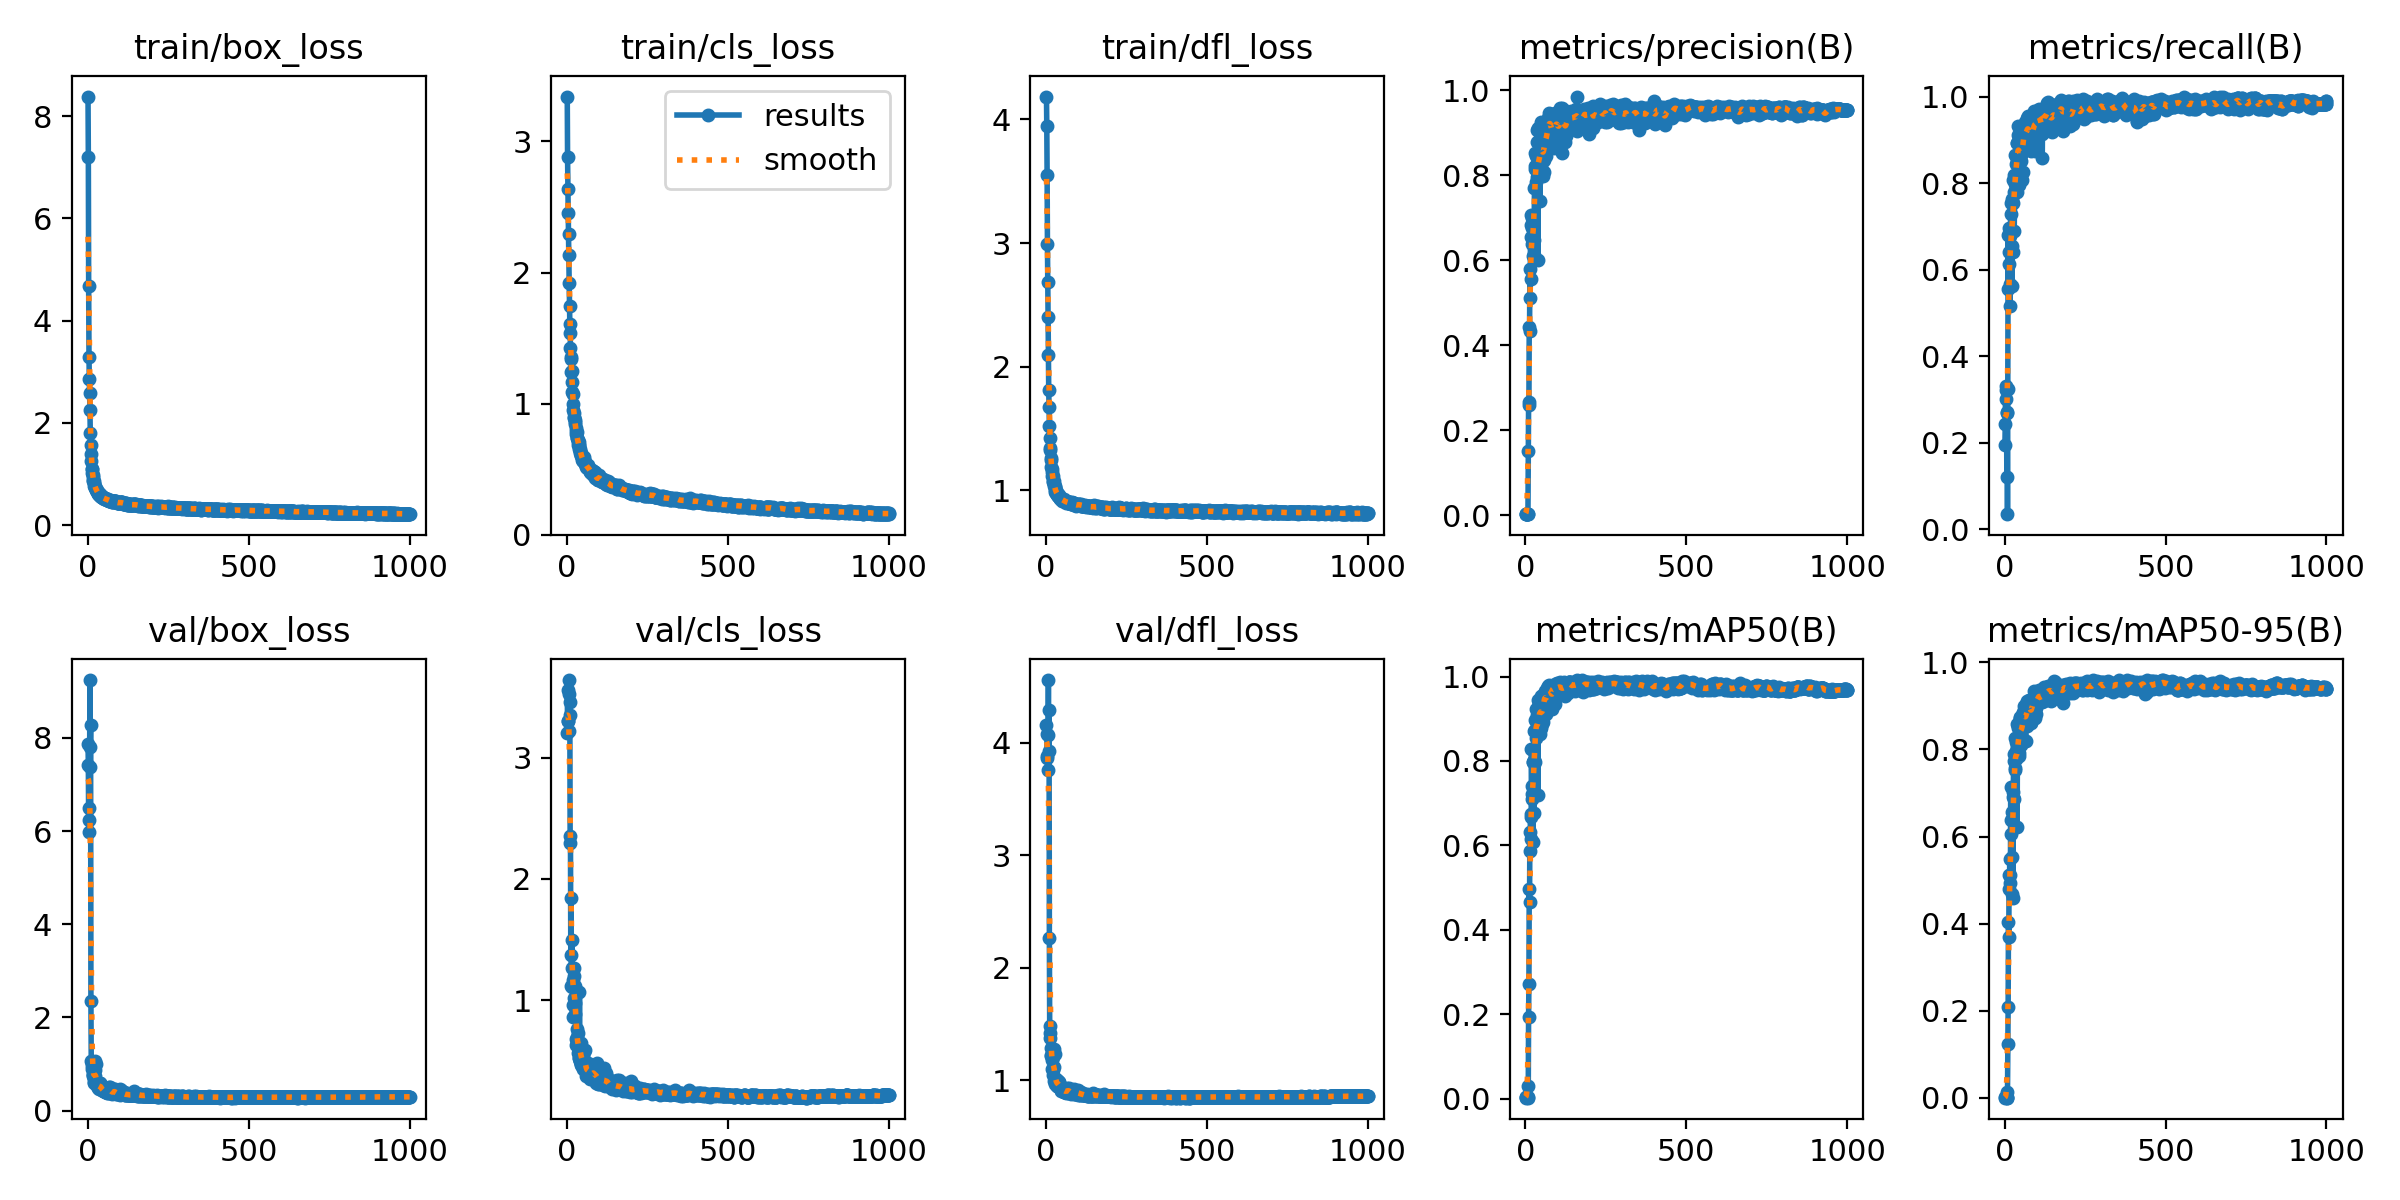 train/box_loss
8
6
4
2
0
0 500 1000
train/cls_loss
results
smooth
3
2
1
0
0 500 1000
train/dfl_loss
4
3
2
1
0 500 1000
metrics/precision(B)
1.0
0.8
0.6
0.4
0.2
0.0
0 500 1000
metrics/recall(B)
1.0
0.8
0.6
0.4
0.2
0.0
0 500 1000
val/box_loss
8
6
4
2
0
0 500 1000
val/cls_loss
3
2
1
0 500 1000
val/dfl_loss
4
3
2
1
0 500 1000
metrics/mAP50(B)
1.0
0.8
0.6
0.4
0.2
0.0
0 500 1000
metrics/mAP50-95(B)
1.0
0.8
0.6
0.4
0.2
0.0
0 500 1000